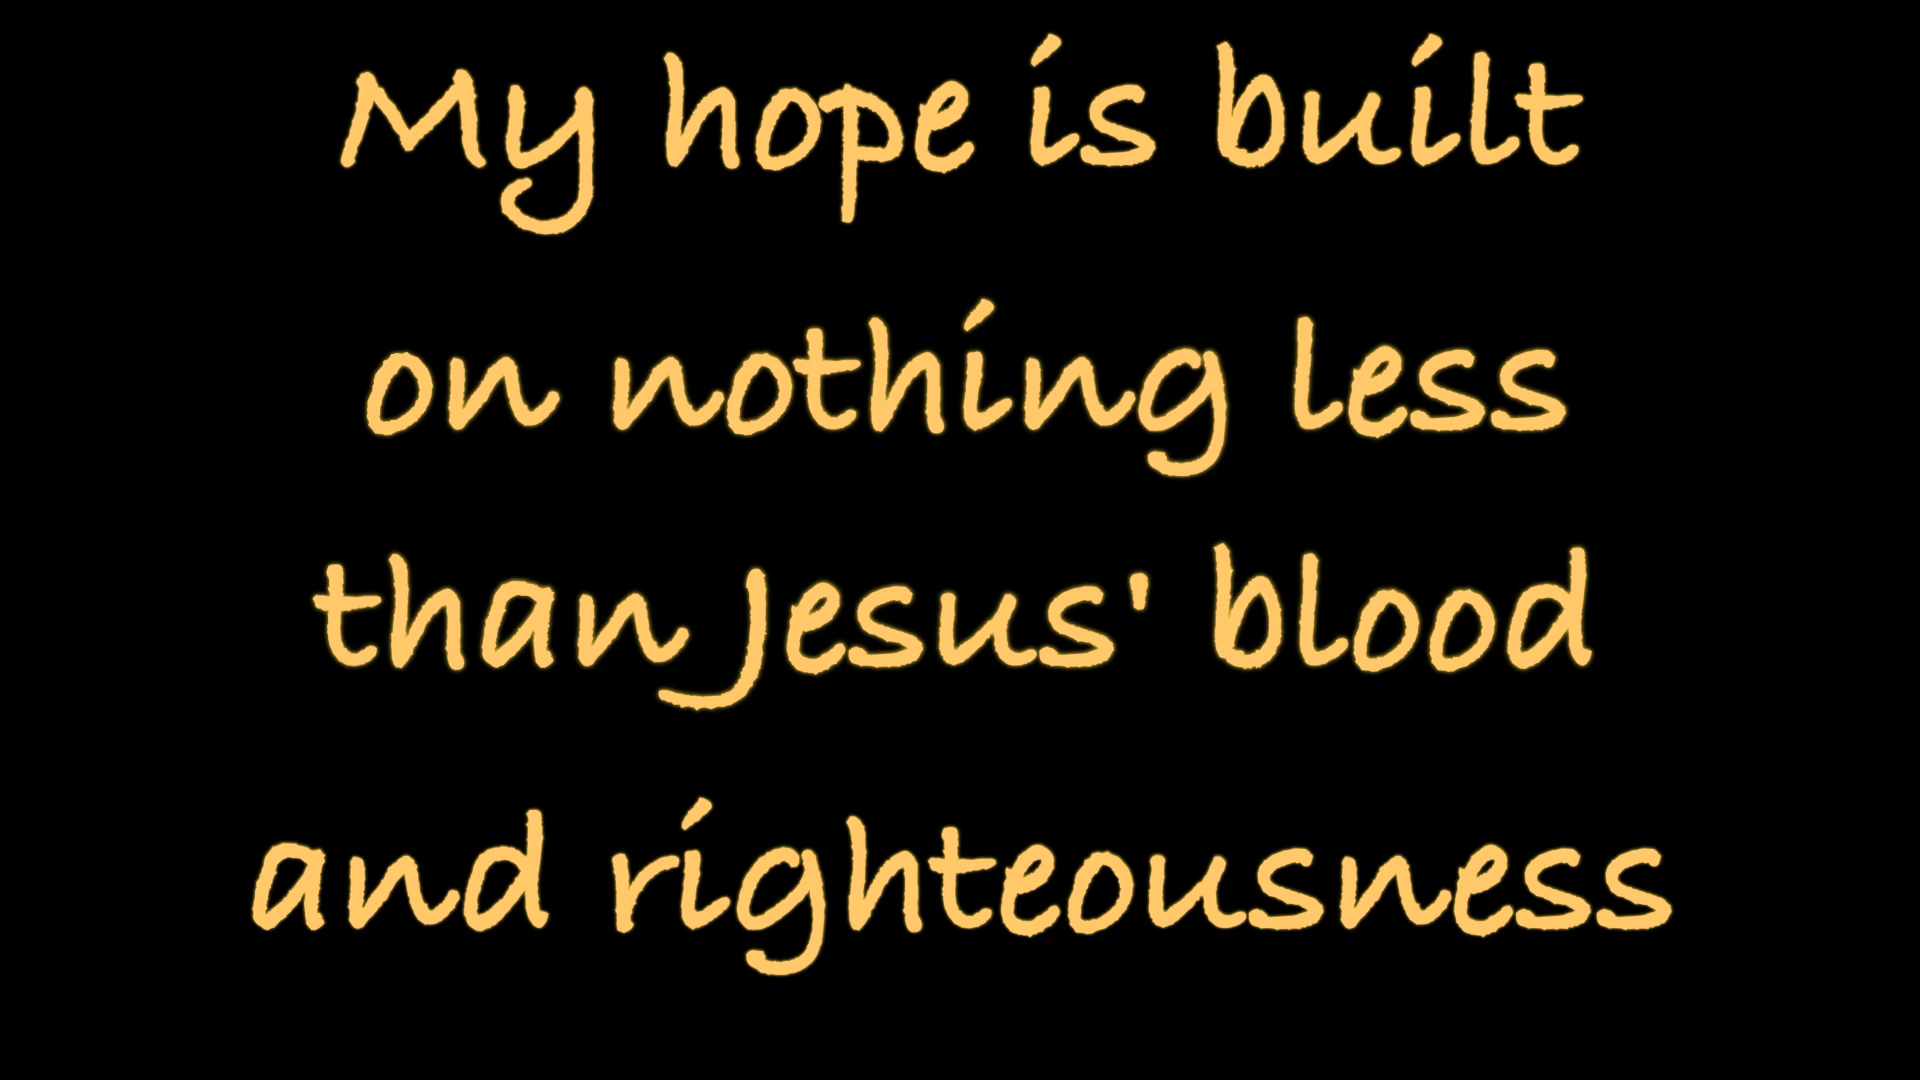 My hope is built
on nothing less
than Jesus' blood
and righteousness